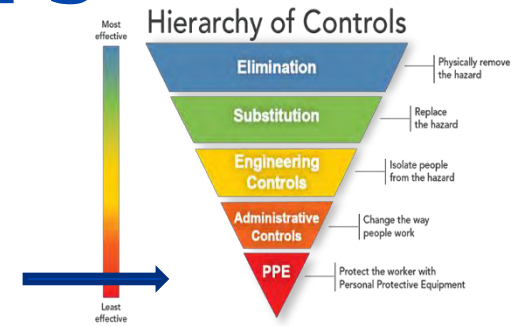 Hierarchy of Controls
Most
effective
Elimination
Physically remove
the hazard
Substitution
Replace
the hazard
Engineering
Controls
Isolate people
from the hazard
Administrative
Controls
Change the way
people work
PPE
Protect the worker with
Personal Protective Equipment
Least
effective